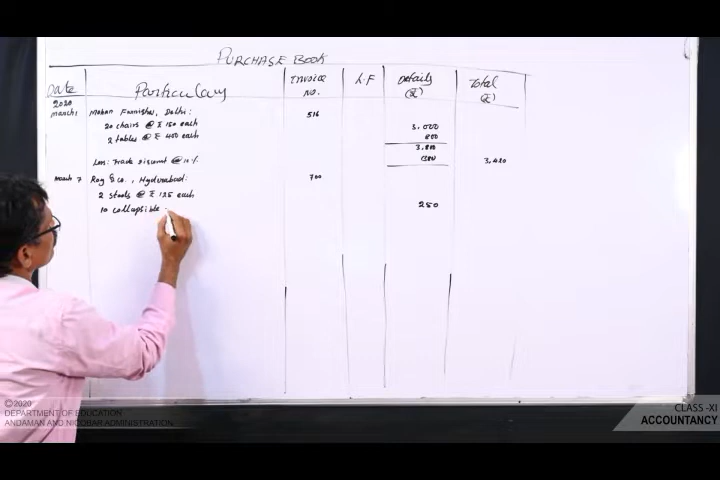 PURCHASE BOOK
Date Particulars Invoice No. L.F Details (₹) Total (₹)
2020
March 1 Mohan Furniture, Delhi: 516
20 chairs @ ₹ 150 each 3,000
2 tables @ ₹ 400 each 800
3,800
Less: Trade Discount @ 10 % 380 3,420
March 7 Roy & Co., Hyderabad: 700
2 stools @ ₹ 125 each 250
10 collapsible
©2020
DEPARTMENT OF EDUCATION
ANDAMAN AND NICOBAR ADMINISTRATION
CLASS -XI
ACCOUNTANCY